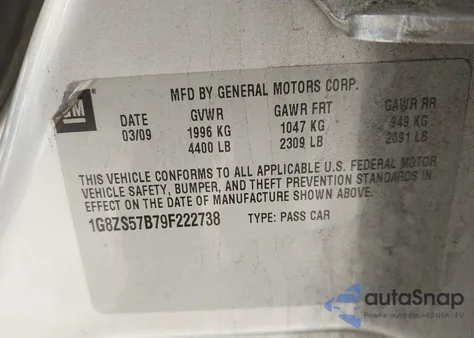 MFD BY GENERAL MOTORS CORP.
GM
DATE GVWR GAWR FRT GAWR RR
03/09 1996 KG 1047 KG 949 KG
4400 LB 2309 LB 2091 LB
THIS VEHICLE CONFORMS TO ALL APPLICABLE U.S. FEDERAL MOTOR
VEHICLE SAFETY, BUMPER, AND THEFT PREVENTION STANDARDS IN
EFFECT ON THE DATE OF MANUFACTURE SHOWN ABOVE.
1G8ZS57B79F222738 TYPE: PASS CAR
autoSnap